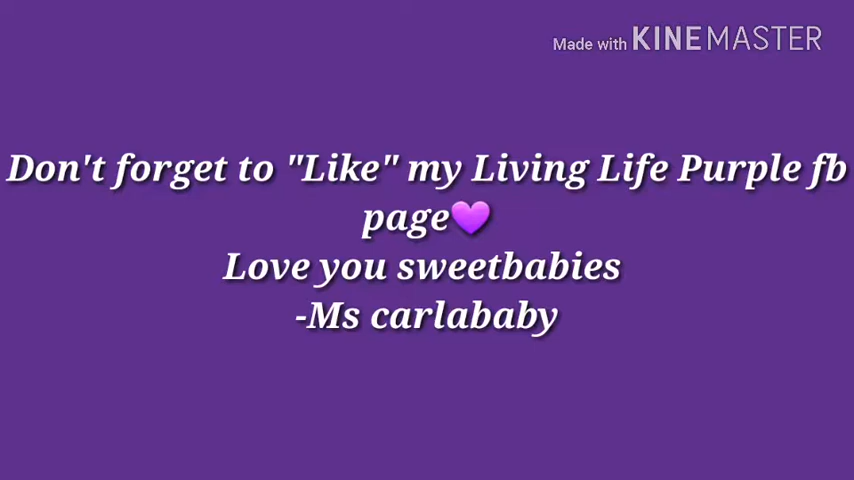 Made with KINEMASTER
Don't forget to "Like" my Living Life Purple fb
page💜
Love you sweetbabies
-Ms carlababy